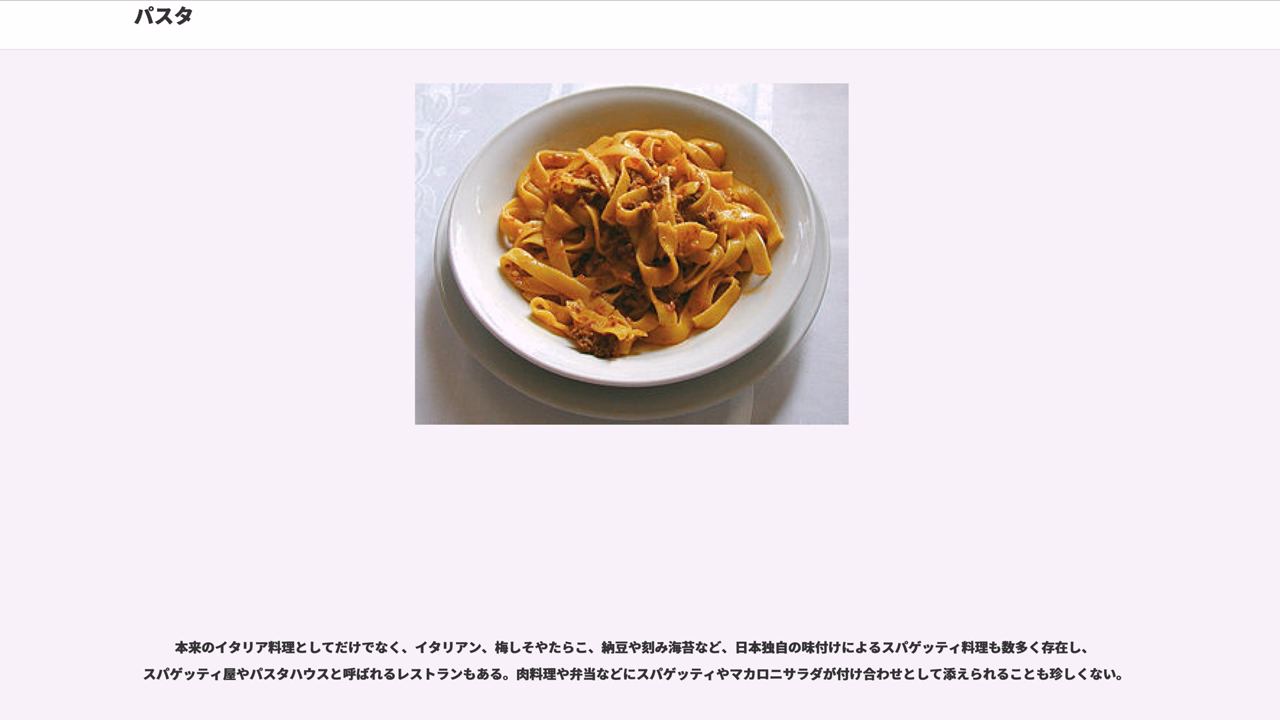 パスタ
本来のイタリア料理としてだけでなく、イタリアン、梅しそやたらこ、納豆や刻み海苔など、日本独自の味付けによるスパゲッティ料理も数多く存在し、
スパゲッティ屋やパスタハウスと呼ばれるレストランもある。肉料理や弁当などにスパゲッティやマカロニサラダが付け合わせとして添えられることも珍しくない。